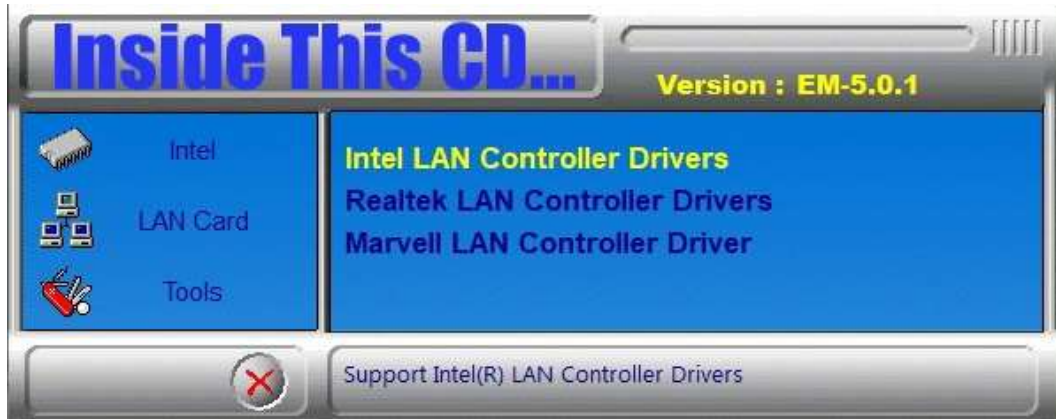 Inside This CD...
Version : EM-5.0.1
Intel
LAN Card
Tools
Intel LAN Controller Drivers
Realtek LAN Controller Drivers
Marvell LAN Controller Driver
Support Intel(R) LAN Controller Drivers